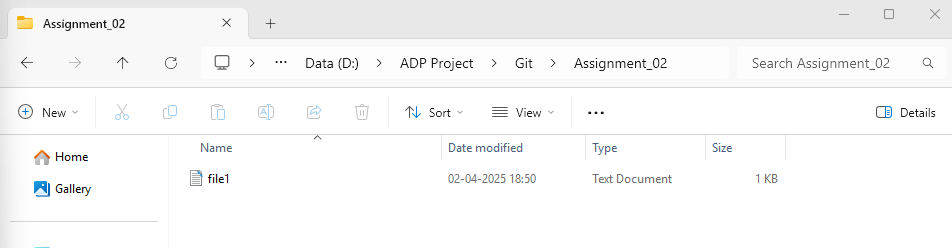 Assignment_02
Data (D:) ADP Project Git Assignment_02 Search Assignment_02
New Sort View Details
Name Date modified Type Size
Home
file1 02-04-2025 18:50 Text Document 1 KB
Gallery